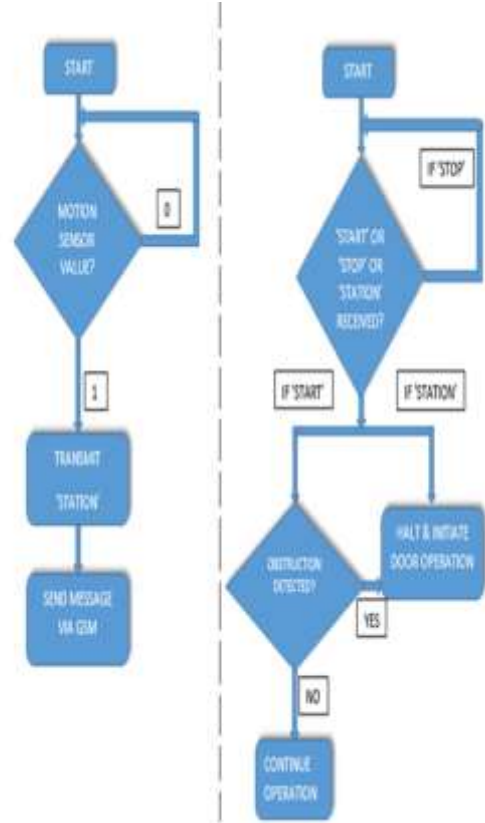 START
MOTION
SENSOR
VALUE?
0
1
TRANSMIT
'STATION'
SEND MESSAGE
VIA GSM
START
IF 'STOP'
'START' OR
'STOP' OR
'STATION'
RECEIVED?
IF 'START'
IF 'STATION'
OBSTRUCTION
DETECTED?
HALT & INITIATE
DOOR OPERATION
YES
NO
CONTINUE
OPERATION